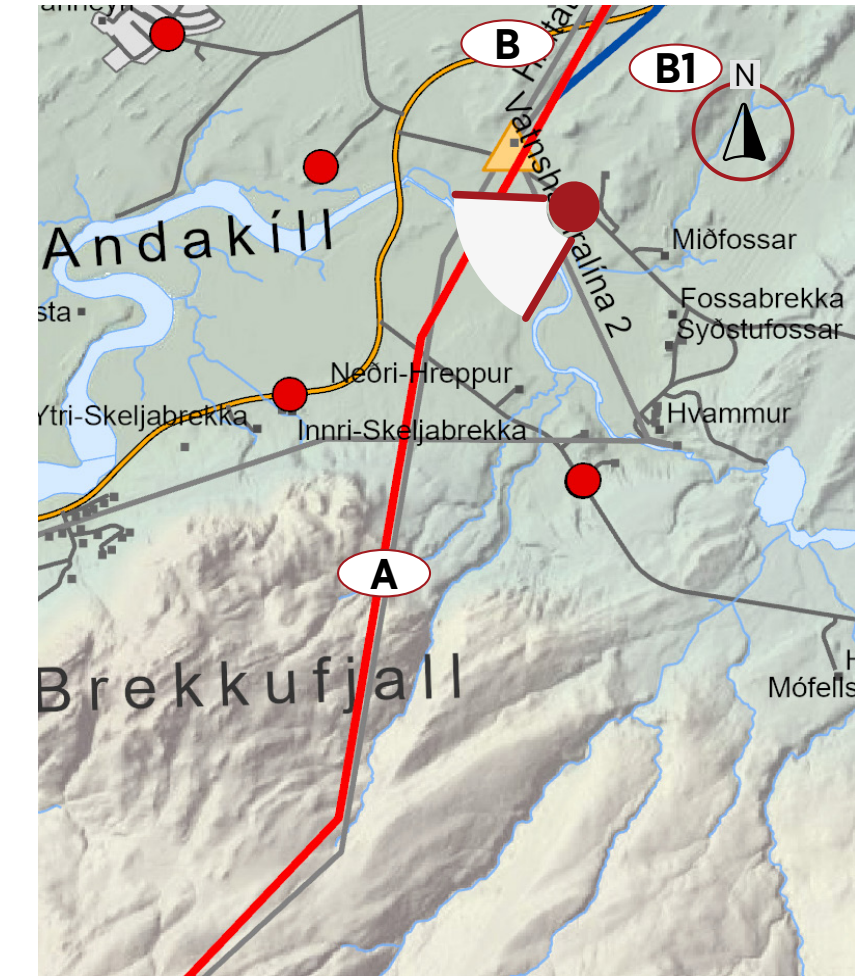 B
B1
N
Andakíll
Miðfossar
Fossabrekka
Syðstufossar
Neðri-Hreppur
Ytri-Skeljabrekka
Innri-Skeljabrekka
Hvammur
A
Brekkufjall